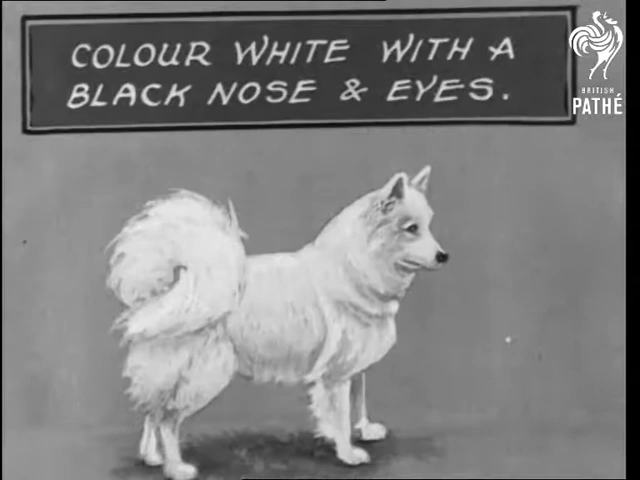 COLOUR WHITE WITH A
BLACK NOSE & EYES.
BRITISH
PATHÉ